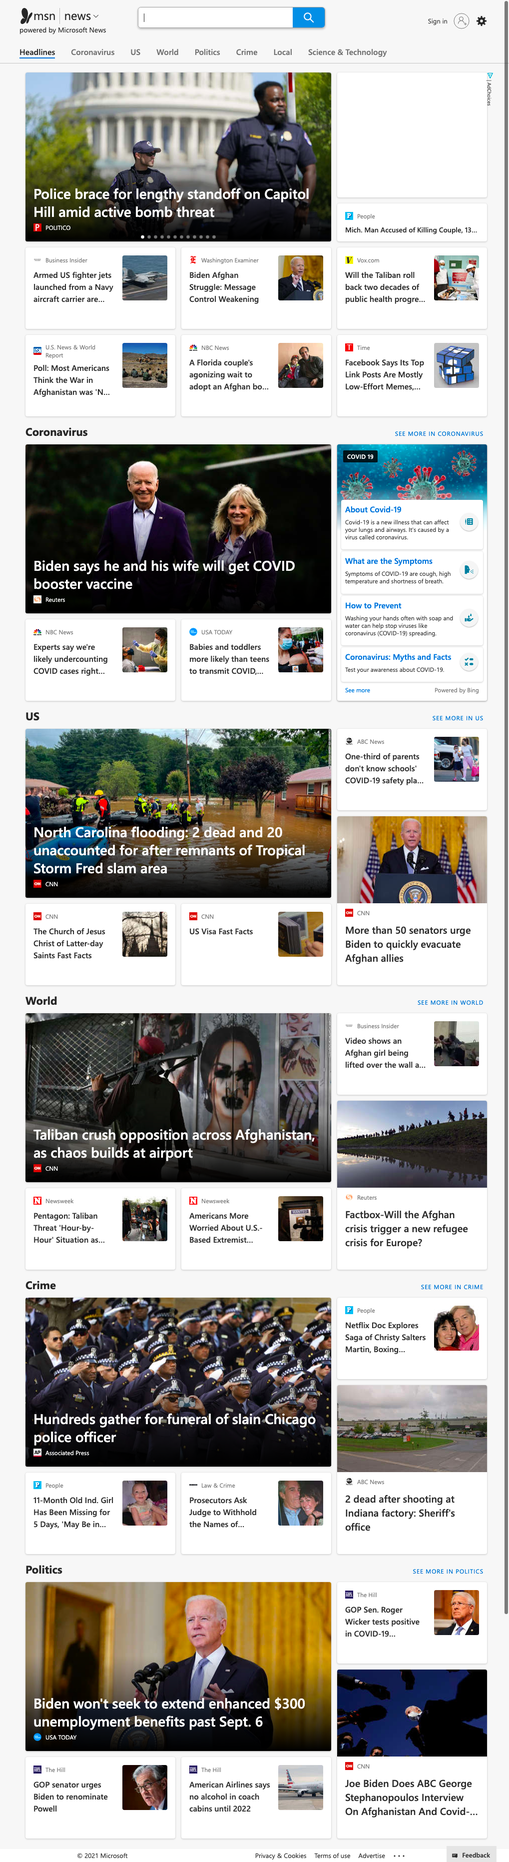 msn | news
powered by Microsoft News
Sign in
Headlines Coronavirus US World Politics Crime Local Science & Technology
AdChoices
Police brace for lengthy standoff on Capitol
Hill amid active bomb threat
POLITICO
People
Mich. Man Accused of Killing Couple, 13...
Business Insider
Armed US fighter jets
launched from a Navy
aircraft carrier are...
Washington Examiner
Biden Afghan
Struggle: Message
Control Weakening
Vox.com
Will the Taliban roll
back two decades of
public health progre...
U.S. News & World
Report
Poll: Most Americans
Think the War in
Afghanistan was 'N...
NBC News
A Florida couple's
agonizing wait to
adopt an Afghan bo...
Time
Facebook Says Its Top
Link Posts Are Mostly
Low-Effort Memes,...
Coronavirus
SEE MORE IN CORONAVIRUS
Biden says he and his wife will get COVID
booster vaccine
Reuters
COVID 19
About Covid-19
Covid-19 is a new illness that can affect
your lungs and airways. It's caused by a
virus called coronavirus.
What are the Symptoms
Symptoms of COVID-19 are cough, high
temperature and shortness of breath.
How to Prevent
Washing your hands often with soap and
water can help stop viruses like
coronavirus (COVID-19) spreading.
Coronavirus: Myths and Facts
Test your awareness about COVID-19.
See more
Powered by Bing
NBC News
Experts say we're
likely undercounting
COVID cases right...
USA TODAY
Babies and toddlers
more likely than teens
to transmit COVID,...
US
SEE MORE IN US
North Carolina flooding: 2 dead and 20
unaccounted for after remnants of Tropical
Storm Fred slam area
CNN
ABC News
One-third of parents
don't know schools'
COVID-19 safety pla...
CNN
More than 50 senators urge
Biden to quickly evacuate
Afghan allies
CNN
The Church of Jesus
Christ of Latter-day
Saints Fast Facts
CNN
US Visa Fast Facts
World
SEE MORE IN WORLD
Taliban crush opposition across Afghanistan,
as chaos builds at airport
CNN
Business Insider
Video shows an
Afghan girl being
lifted over the wall a...
Reuters
Factbox-Will the Afghan
crisis trigger a new refugee
crisis for Europe?
Newsweek
Pentagon: Taliban
Threat 'Hour-by-
Hour' Situation as...
Newsweek
Americans More
Worried About U.S.-
Based Extremist...
Crime
SEE MORE IN CRIME
Hundreds gather for funeral of slain Chicago
police officer
Associated Press
People
Netflix Doc Explores
Saga of Christy Salters
Martin, Boxing...
ABC News
2 dead after shooting at
Indiana factory: Sheriff's
office
People
11-Month Old Ind. Girl
Has Been Missing for
5 Days, 'May Be in...
Law & Crime
Prosecutors Ask
Judge to Withhold
the Names of...
Politics
SEE MORE IN POLITICS
Biden won't seek to extend enhanced $300
unemployment benefits past Sept. 6
USA TODAY
The Hill
GOP Sen. Roger
Wicker tests positive
in COVID-19...
CNN
Joe Biden Does ABC George
Stephanopoulos Interview
On Afghanistan And Covid-...
The Hill
GOP senator urges
Biden to renominate
Powell
The Hill
American Airlines says
no alcohol in coach
cabins until 2022
© 2021 Microsoft
Privacy & Cookies Terms of use Advertise ...
Feedback